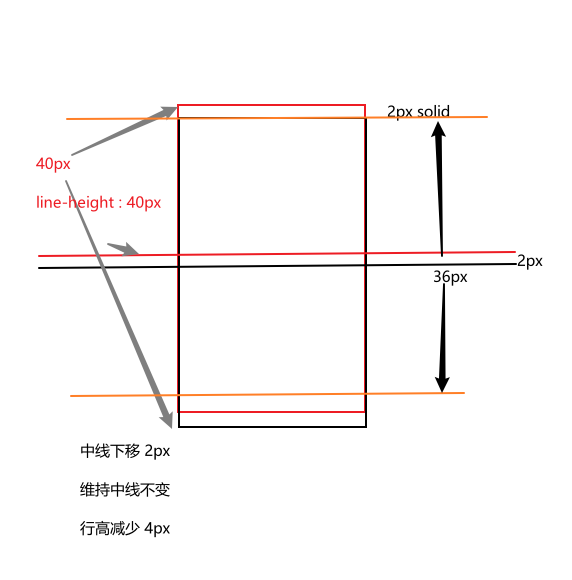 2px solid
40px
line-height : 40px
2px
36px
中线下移 2px
维持中线不变
行高减少 4px